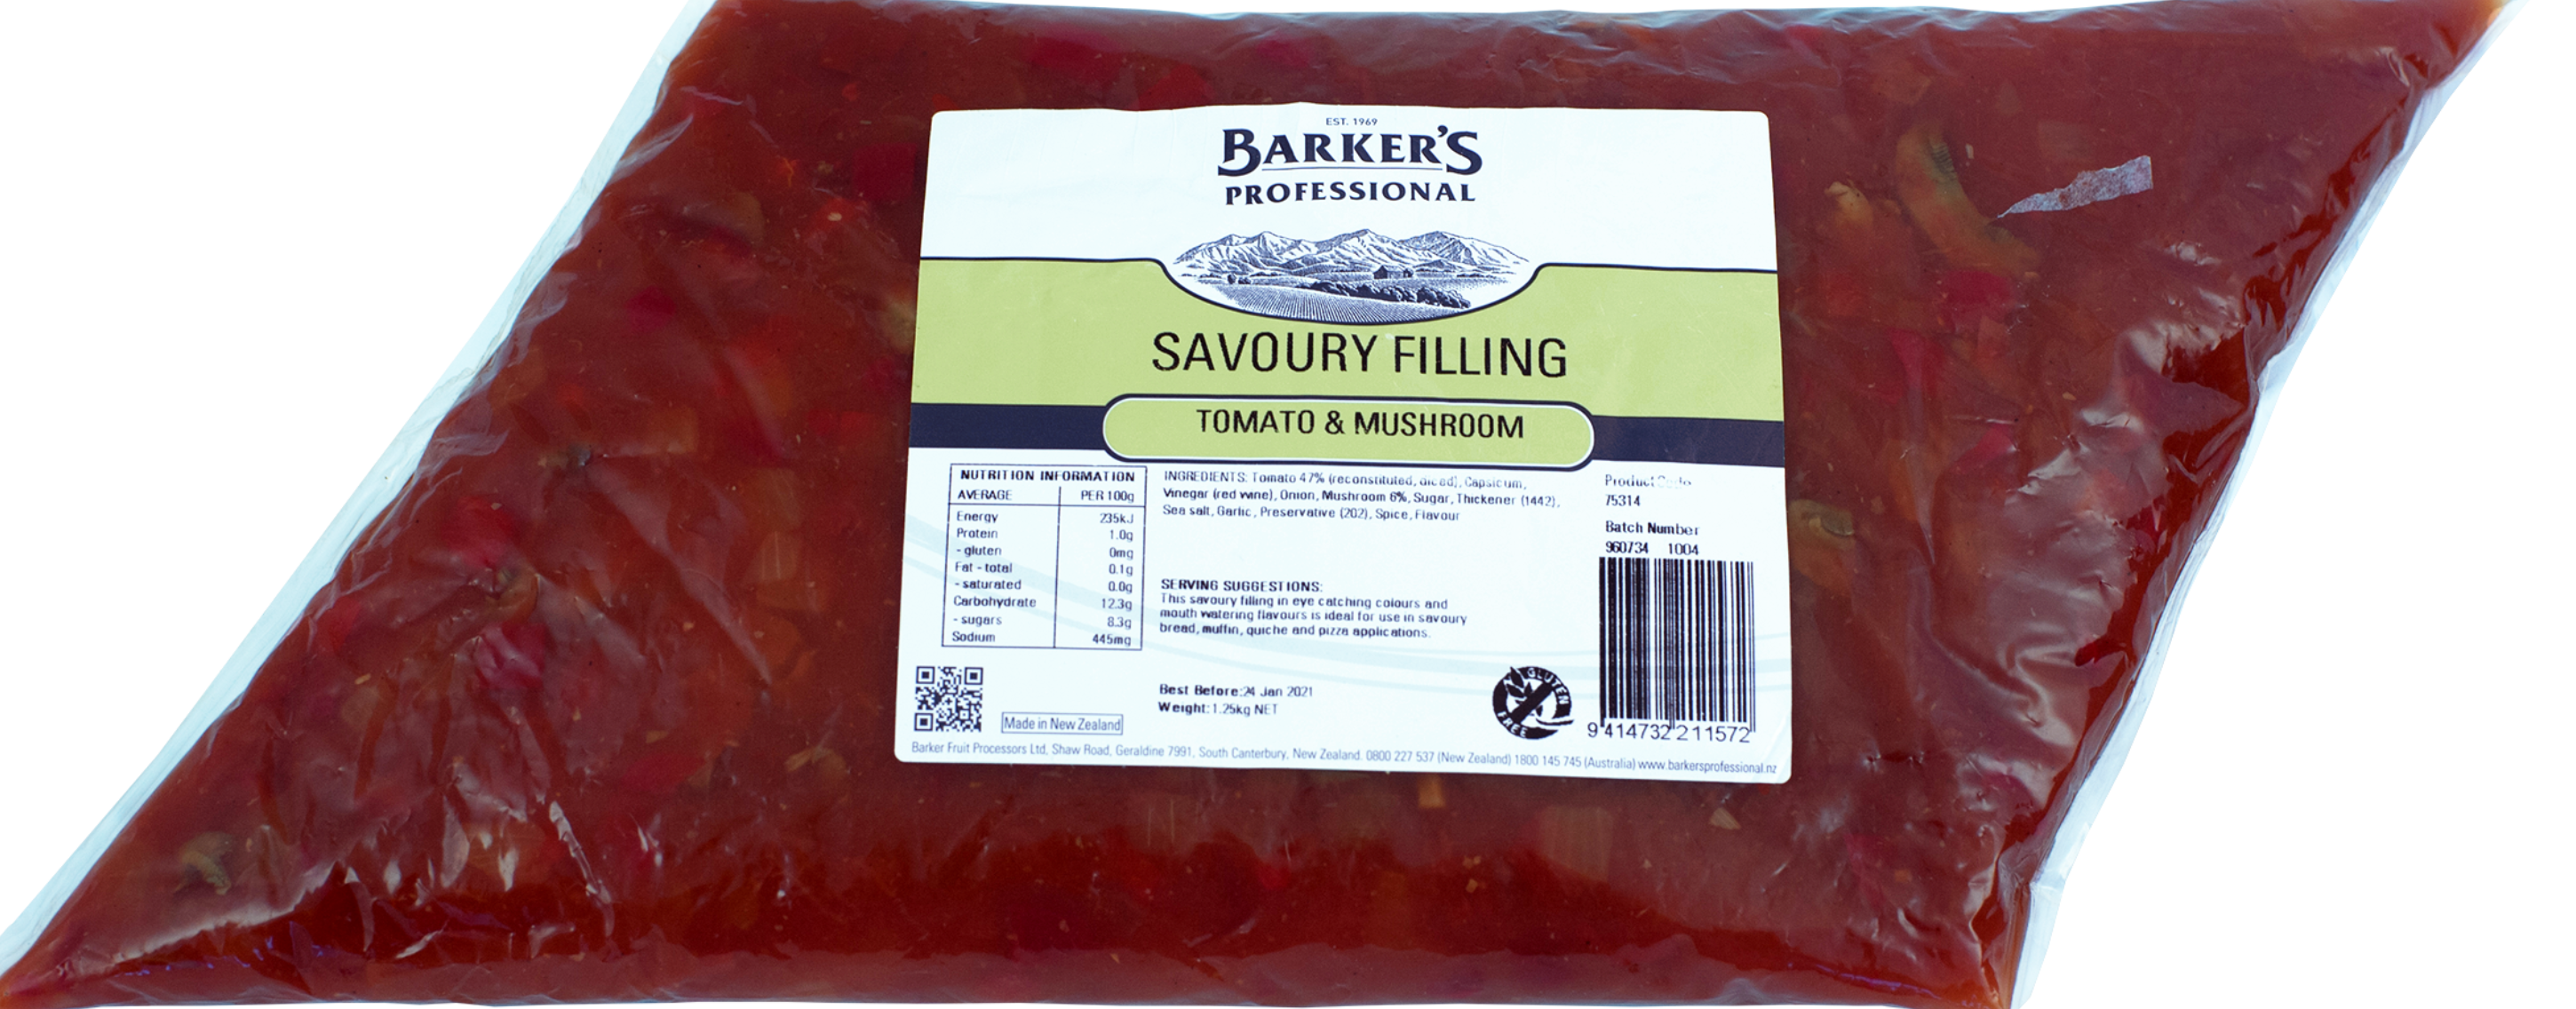 EST. 1969
BARKER'S
PROFESSIONAL
SAVOURY FILLING
TOMATO & MUSHROOM
NUTRITION INFORMATION
AVERAGE PER 100g
Energy 235kJ
Protein 1.0g
- gluten 0mg
Fat - total 0.1g
- saturated 0.0g
Carbohydrate 12.3g
- sugars 8.3g
Sodium 445mg
INGREDIENTS: Tomato 47% (reconstituted, diced), Capsicum,
Vinegar (red wine), Onion, Mushroom 6%, Sugar, Thickener (1442),
Sea salt, Garlic, Preservative (202), Spice, Flavour
SERVING SUGGESTIONS:
This savoury filling in eye catching colours and
mouth watering flavours is ideal for use in savoury
bread, muffin, quiche and pizza applications.
Best Before:24 Jan 2021
Weight:1.25kg NET
Product Code
75314
Batch Number
960734 1004
GLUTEN
FREE
9 414732 211572
Made in New Zealand
Barker Fruit Processors Ltd, Shaw Road, Geraldine 7991, South Canterbury, New Zealand. 0800 227 537 (New Zealand) 1800 145 745 (Australia) www.barkersprofessional.nz